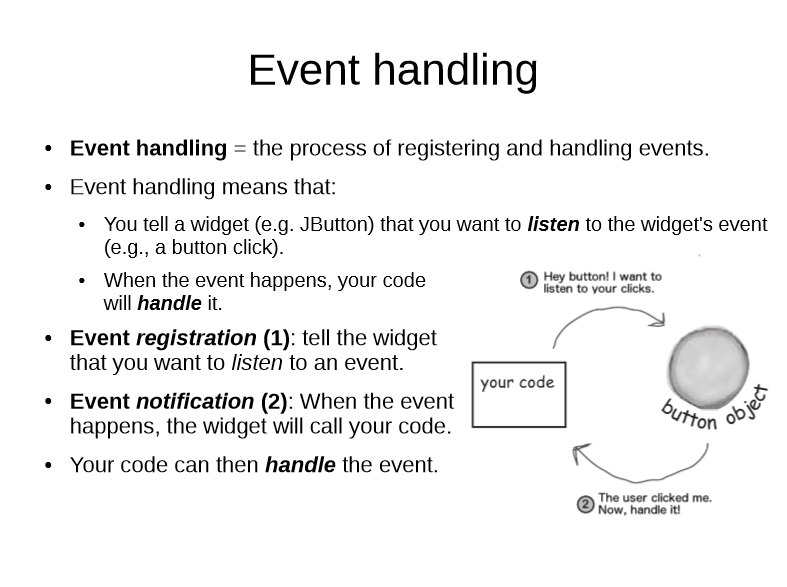 Event handling
• Event handling = the process of registering and handling events.
• Event handling means that:
• You tell a widget (e.g. JButton) that you want to listen to the widget's event
(e.g., a button click).
• When the event happens, your code
will handle it.
• Event registration (1): tell the widget
that you want to listen to an event.
• Event notification (2): When the event
happens, the widget will call your code.
• Your code can then handle the event.
1 Hey button! I want to
listen to your clicks.
your code
button object
2 The user clicked me.
Now, handle it!